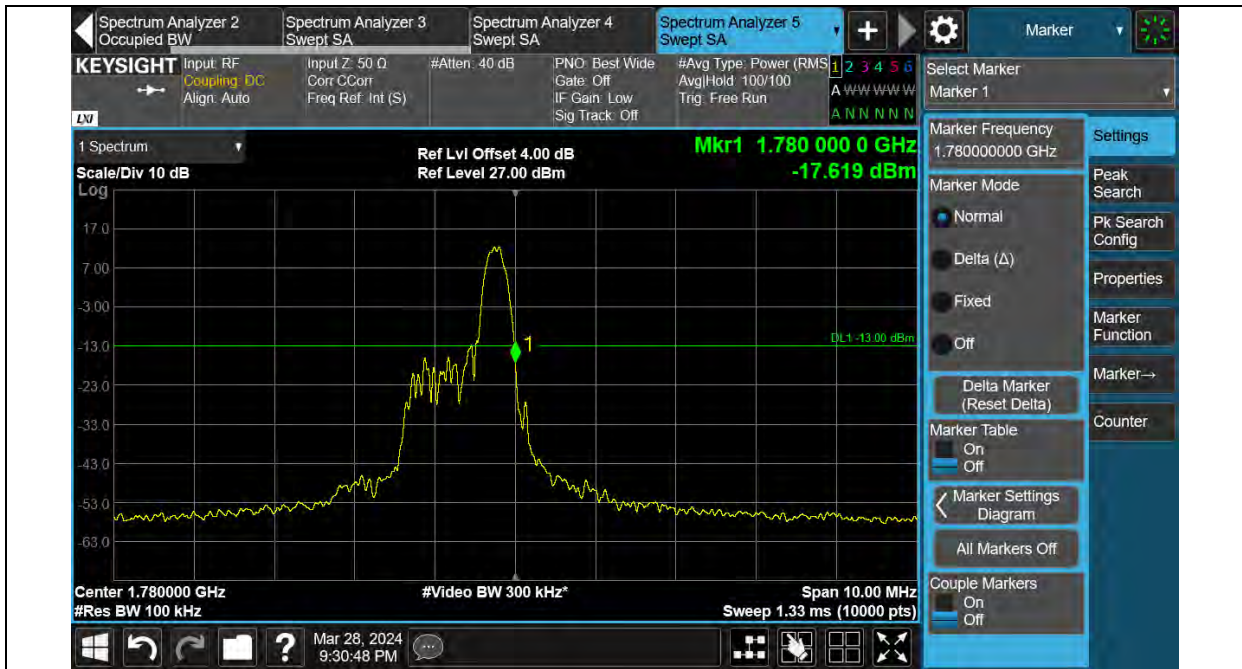 Spectrum Analyzer 2
Occupied BW
Spectrum Analyzer 3
Swept SA
Spectrum Analyzer 4
Swept SA
Spectrum Analyzer 5
Swept SA
+
Marker
KEYSIGHT
LXI
Input: RF
Coupling: DC
Align: Auto
Input Z: 50 Ω
Corr CCorr
Freq Ref: Int (S)
#Atten: 40 dB
PNO: Best Wide
Gate: Off
IF Gain: Low
Sig Track: Off
#Avg Type: Power (RMS
Avg|Hold: 100/100
Trig: Free Run
1 2 3 4 5 6
A W W W W W
A N N N N N
Select Marker
Marker 1
1 Spectrum
Scale/Div 10 dB
Ref Lvl Offset 4.00 dB
Ref Level 27.00 dBm
Mkr1 1.780 000 0 GHz
-17.619 dBm
Log
17.0
7.00
-3.00
-13.0
-23.0
-33.0
-43.0
-53.0
-63.0
1
DL1 -13.00 dBm
Center 1.780000 GHz
#Res BW 100 kHz
#Video BW 300 kHz*
Span 10.00 MHz
Sweep 1.33 ms (10000 pts)
Marker Frequency
1.780000000 GHz
Marker Mode
Normal
Delta (Δ)
Fixed
Off
Delta Marker
(Reset Delta)
Marker Table
On
Off
Marker Settings
Diagram
All Markers Off
Couple Markers
On
Off
Settings
Peak
Search
Pk Search
Config
Properties
Marker
Function
Marker→
Counter
?
Mar 28, 2024
9:30:48 PM